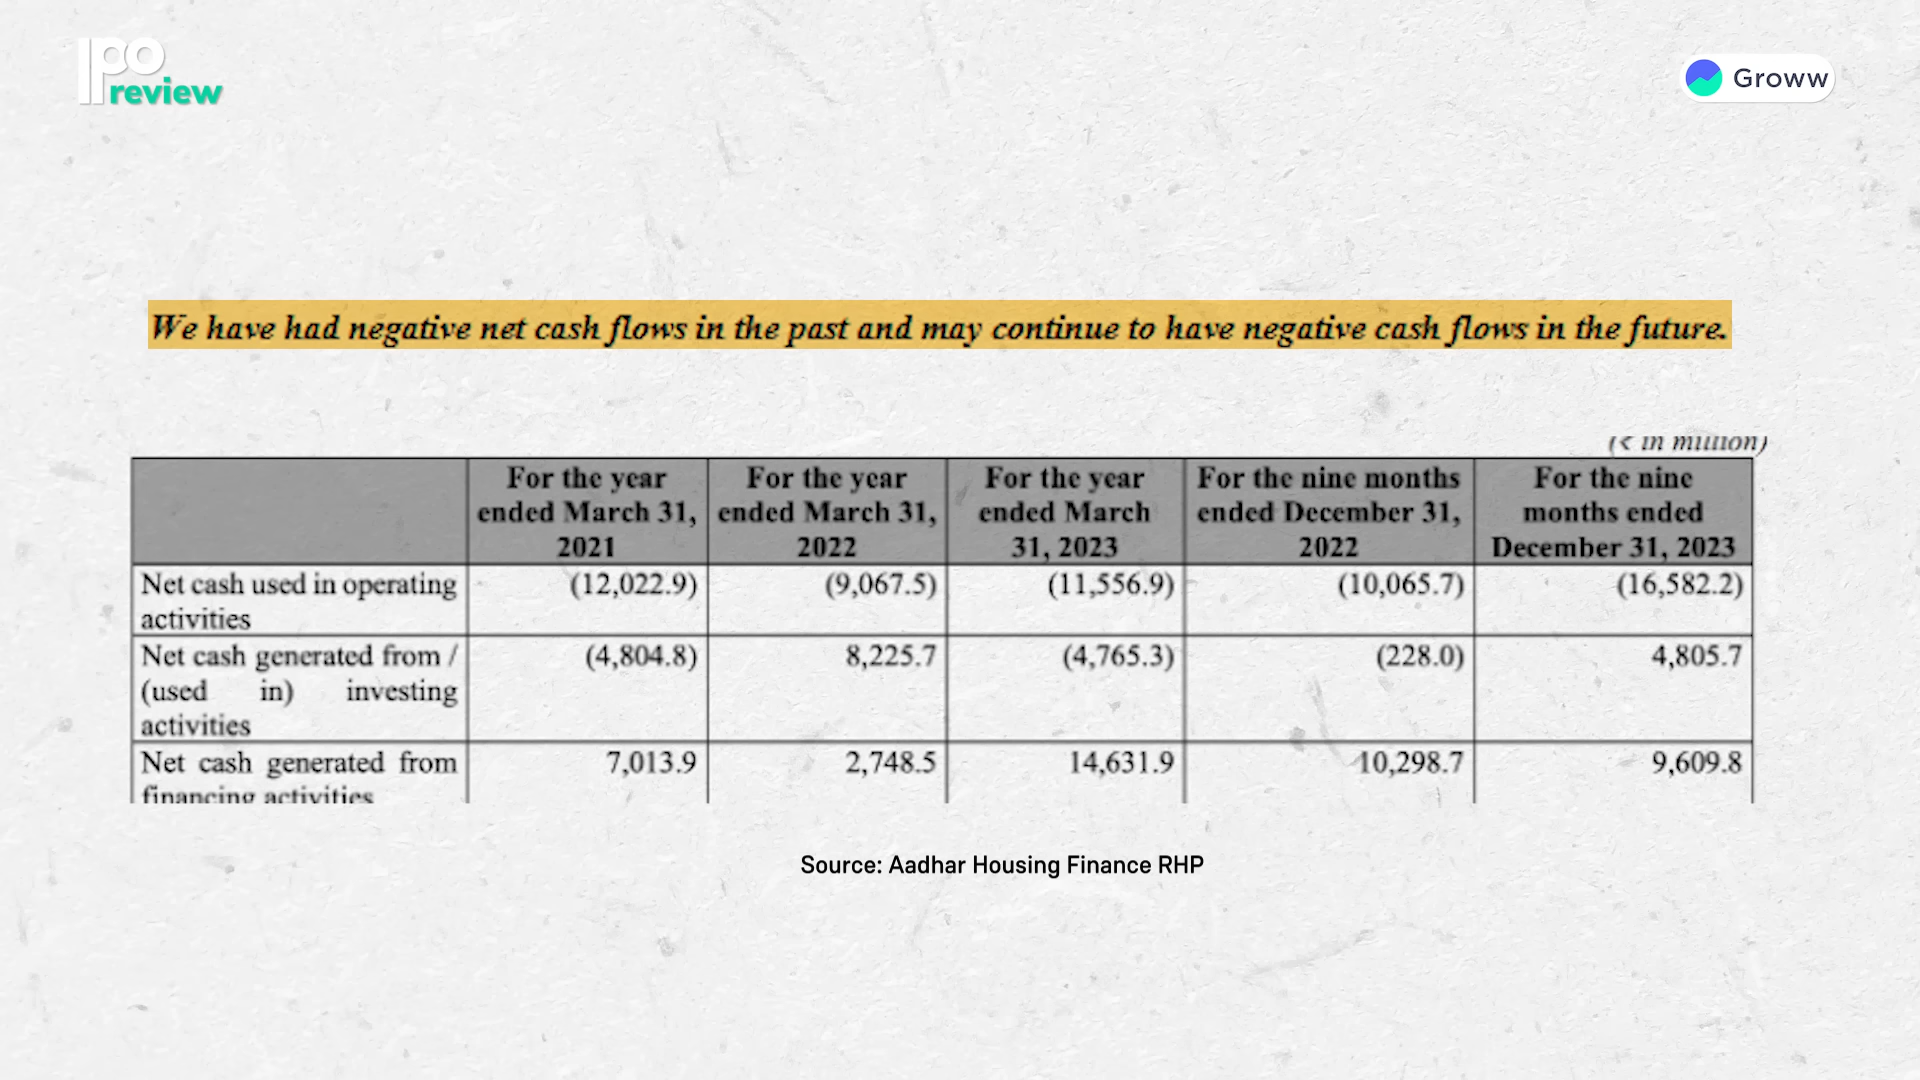 IPO
review
Groww
We have had negative net cash flows in the past and may continue to have negative cash flows in the future.
(₹ in million)
For the year ended March 31, 2021
For the year ended March 31, 2022
For the year ended March 31, 2023
For the nine months ended December 31, 2022
For the nine months ended December 31, 2023
Net cash used in operating activities
(12,022.9) (9,067.5) (11,556.9) (10,065.7) (16,582.2)
Net cash generated from / (used in) investing activities
(4,804.8) 8,225.7 (4,765.3) (228.0) 4,805.7
Net cash generated from financing activities
7,013.9 2,748.5 14,631.9 10,298.7 9,609.8
Source: Aadhar Housing Finance RHP